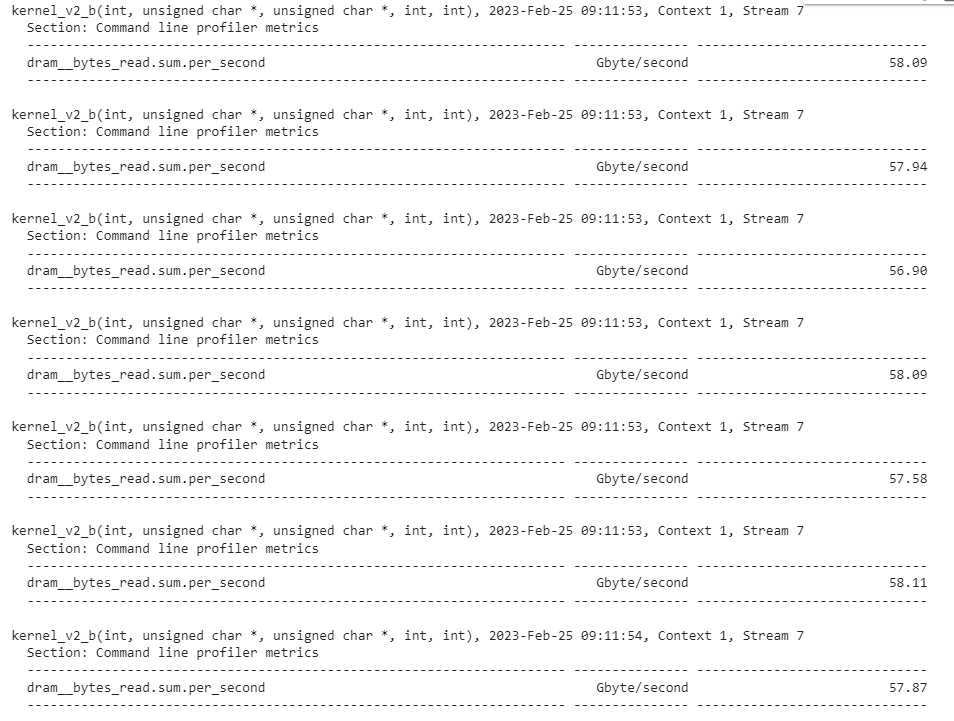 kernel_v2_b(int, unsigned char *, unsigned char *, int, int), 2023-Feb-25 09:11:53, Context 1, Stream 7
Section: Command line profiler metrics
---------------------------------------------------------------------- --------------- ------------------------------
dram__bytes_read.sum.per_second Gbyte/second 58.09
---------------------------------------------------------------------- --------------- ------------------------------
kernel_v2_b(int, unsigned char *, unsigned char *, int, int), 2023-Feb-25 09:11:53, Context 1, Stream 7
Section: Command line profiler metrics
---------------------------------------------------------------------- --------------- ------------------------------
dram__bytes_read.sum.per_second Gbyte/second 57.94
---------------------------------------------------------------------- --------------- ------------------------------
kernel_v2_b(int, unsigned char *, unsigned char *, int, int), 2023-Feb-25 09:11:53, Context 1, Stream 7
Section: Command line profiler metrics
---------------------------------------------------------------------- --------------- ------------------------------
dram__bytes_read.sum.per_second Gbyte/second 56.90
---------------------------------------------------------------------- --------------- ------------------------------
kernel_v2_b(int, unsigned char *, unsigned char *, int, int), 2023-Feb-25 09:11:53, Context 1, Stream 7
Section: Command line profiler metrics
---------------------------------------------------------------------- --------------- ------------------------------
dram__bytes_read.sum.per_second Gbyte/second 58.09
---------------------------------------------------------------------- --------------- ------------------------------
kernel_v2_b(int, unsigned char *, unsigned char *, int, int), 2023-Feb-25 09:11:53, Context 1, Stream 7
Section: Command line profiler metrics
---------------------------------------------------------------------- --------------- ------------------------------
dram__bytes_read.sum.per_second Gbyte/second 57.58
---------------------------------------------------------------------- --------------- ------------------------------
kernel_v2_b(int, unsigned char *, unsigned char *, int, int), 2023-Feb-25 09:11:53, Context 1, Stream 7
Section: Command line profiler metrics
---------------------------------------------------------------------- --------------- ------------------------------
dram__bytes_read.sum.per_second Gbyte/second 58.11
---------------------------------------------------------------------- --------------- ------------------------------
kernel_v2_b(int, unsigned char *, unsigned char *, int, int), 2023-Feb-25 09:11:54, Context 1, Stream 7
Section: Command line profiler metrics
---------------------------------------------------------------------- --------------- ------------------------------
dram__bytes_read.sum.per_second Gbyte/second 57.87
---------------------------------------------------------------------- --------------- ------------------------------